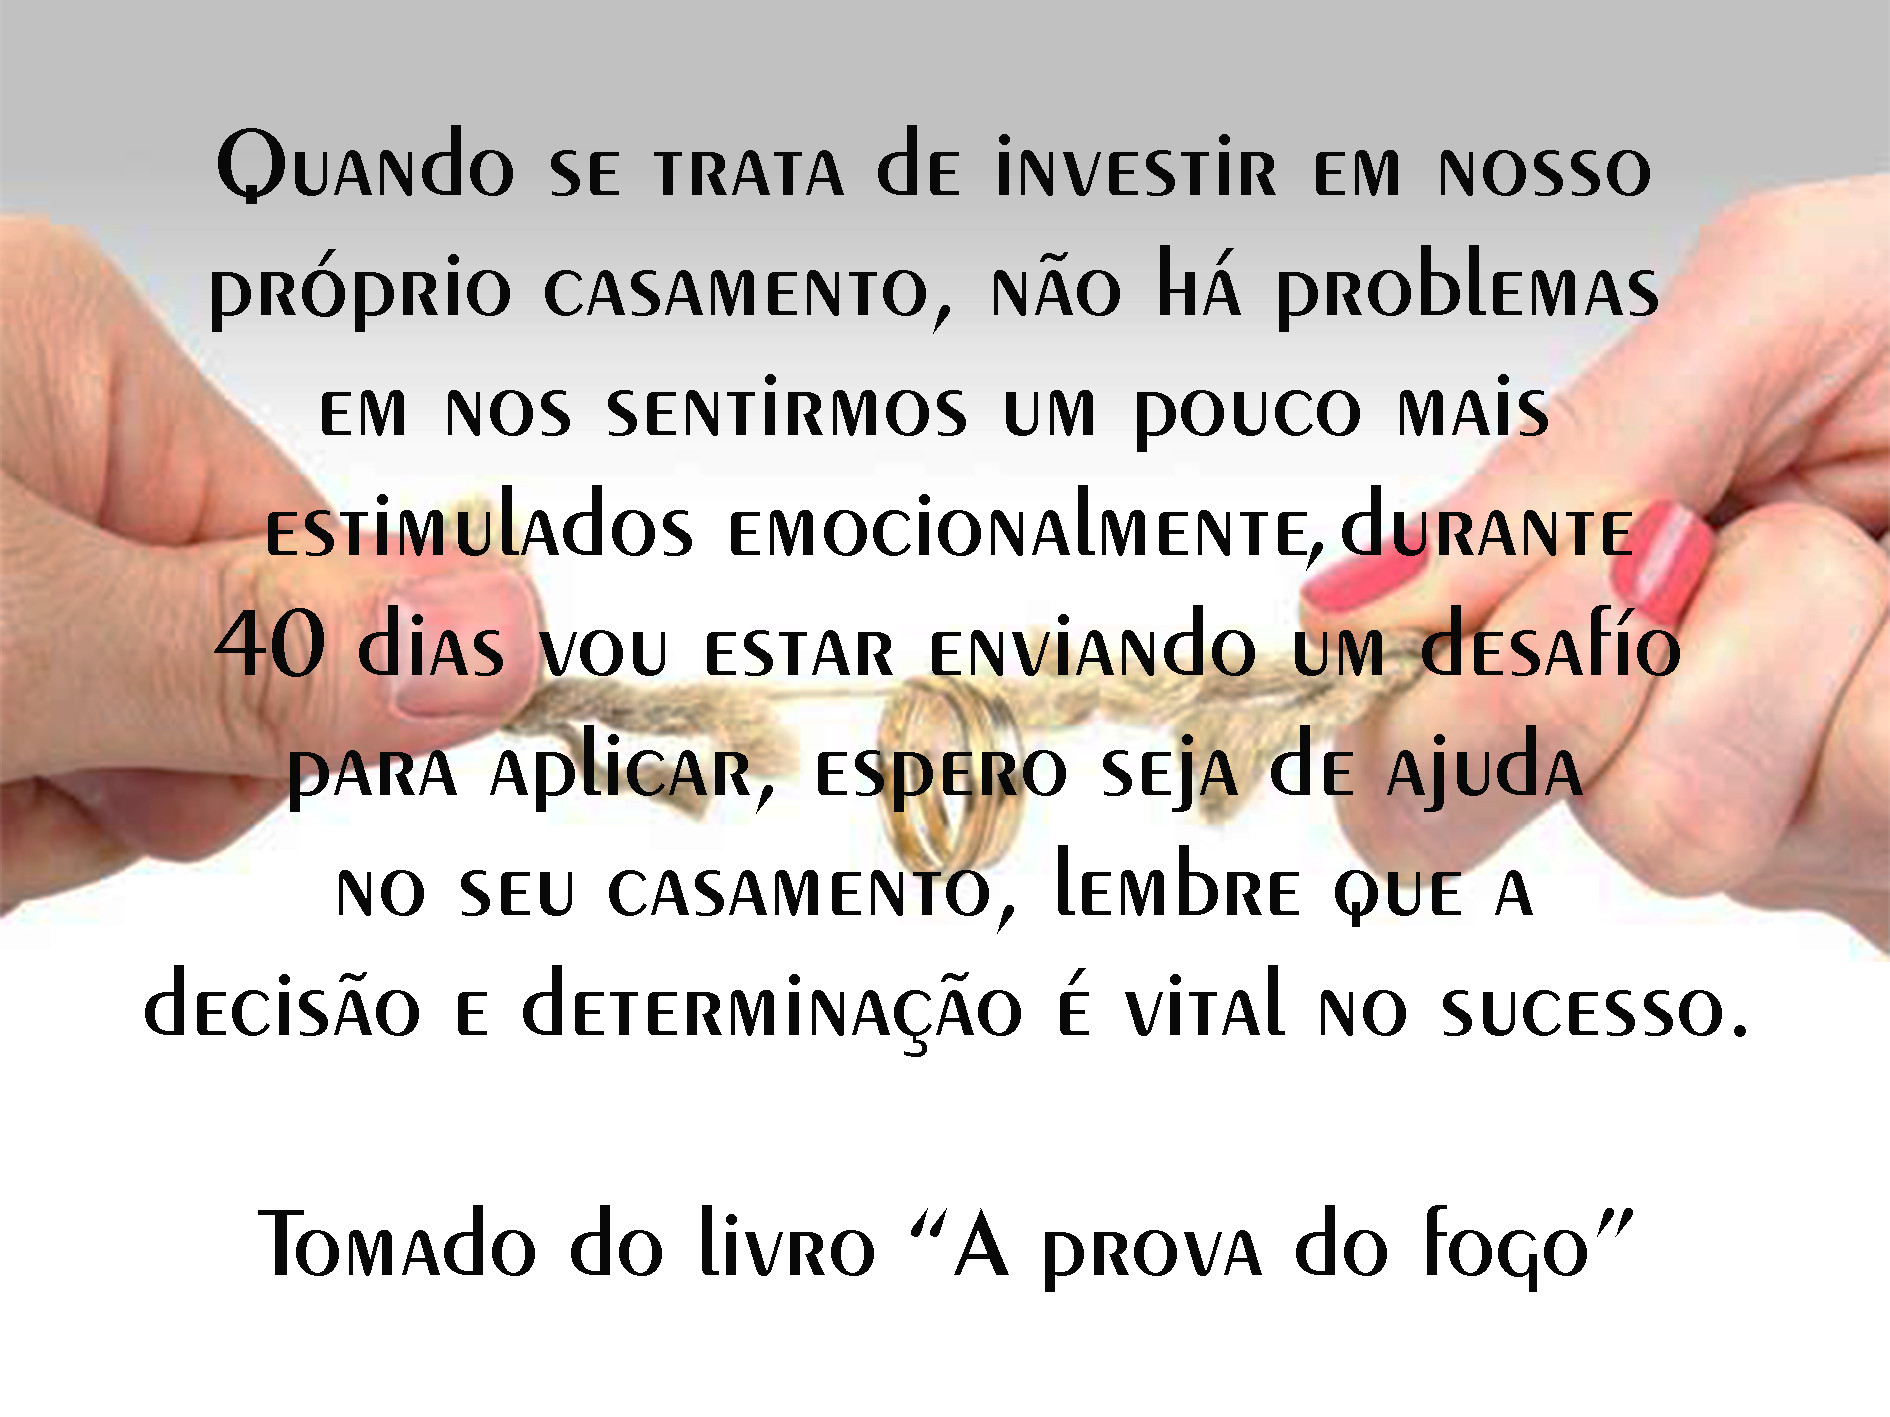 Quando se trata de investir em nosso
próprio casamento, não há problemas
em nos sentirmos um pouco mais
estimulados emocionalmente,durante
40 dias vou estar enviando um desafío
para aplicar, espero seja de ajuda
no seu casamento, lembre que a
decisão e determinação é vital no sucesso.
Tomado do livro “A prova do fogo”